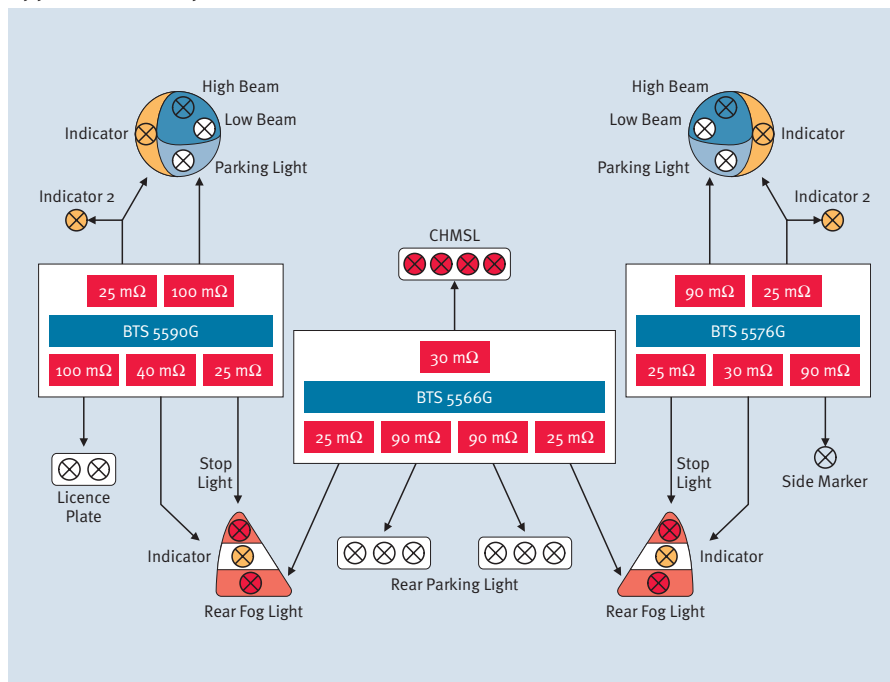 High Beam
Low Beam
Indicator
Parking Light
Indicator 2
High Beam
Low Beam
Indicator
Parking Light
Indicator 2
CHMSL
25 mΩ
100 mΩ
BTS 5590G
100 mΩ
40 mΩ
25 mΩ
30 mΩ
BTS 5566G
25 mΩ
90 mΩ
90 mΩ
25 mΩ
90 mΩ
25 mΩ
BTS 5576G
25 mΩ
30 mΩ
90 mΩ
Licence
Plate
Stop
Light
Indicator
Rear Fog Light
Rear Parking Light
Stop
Light
Side Marker
Indicator
Rear Fog Light